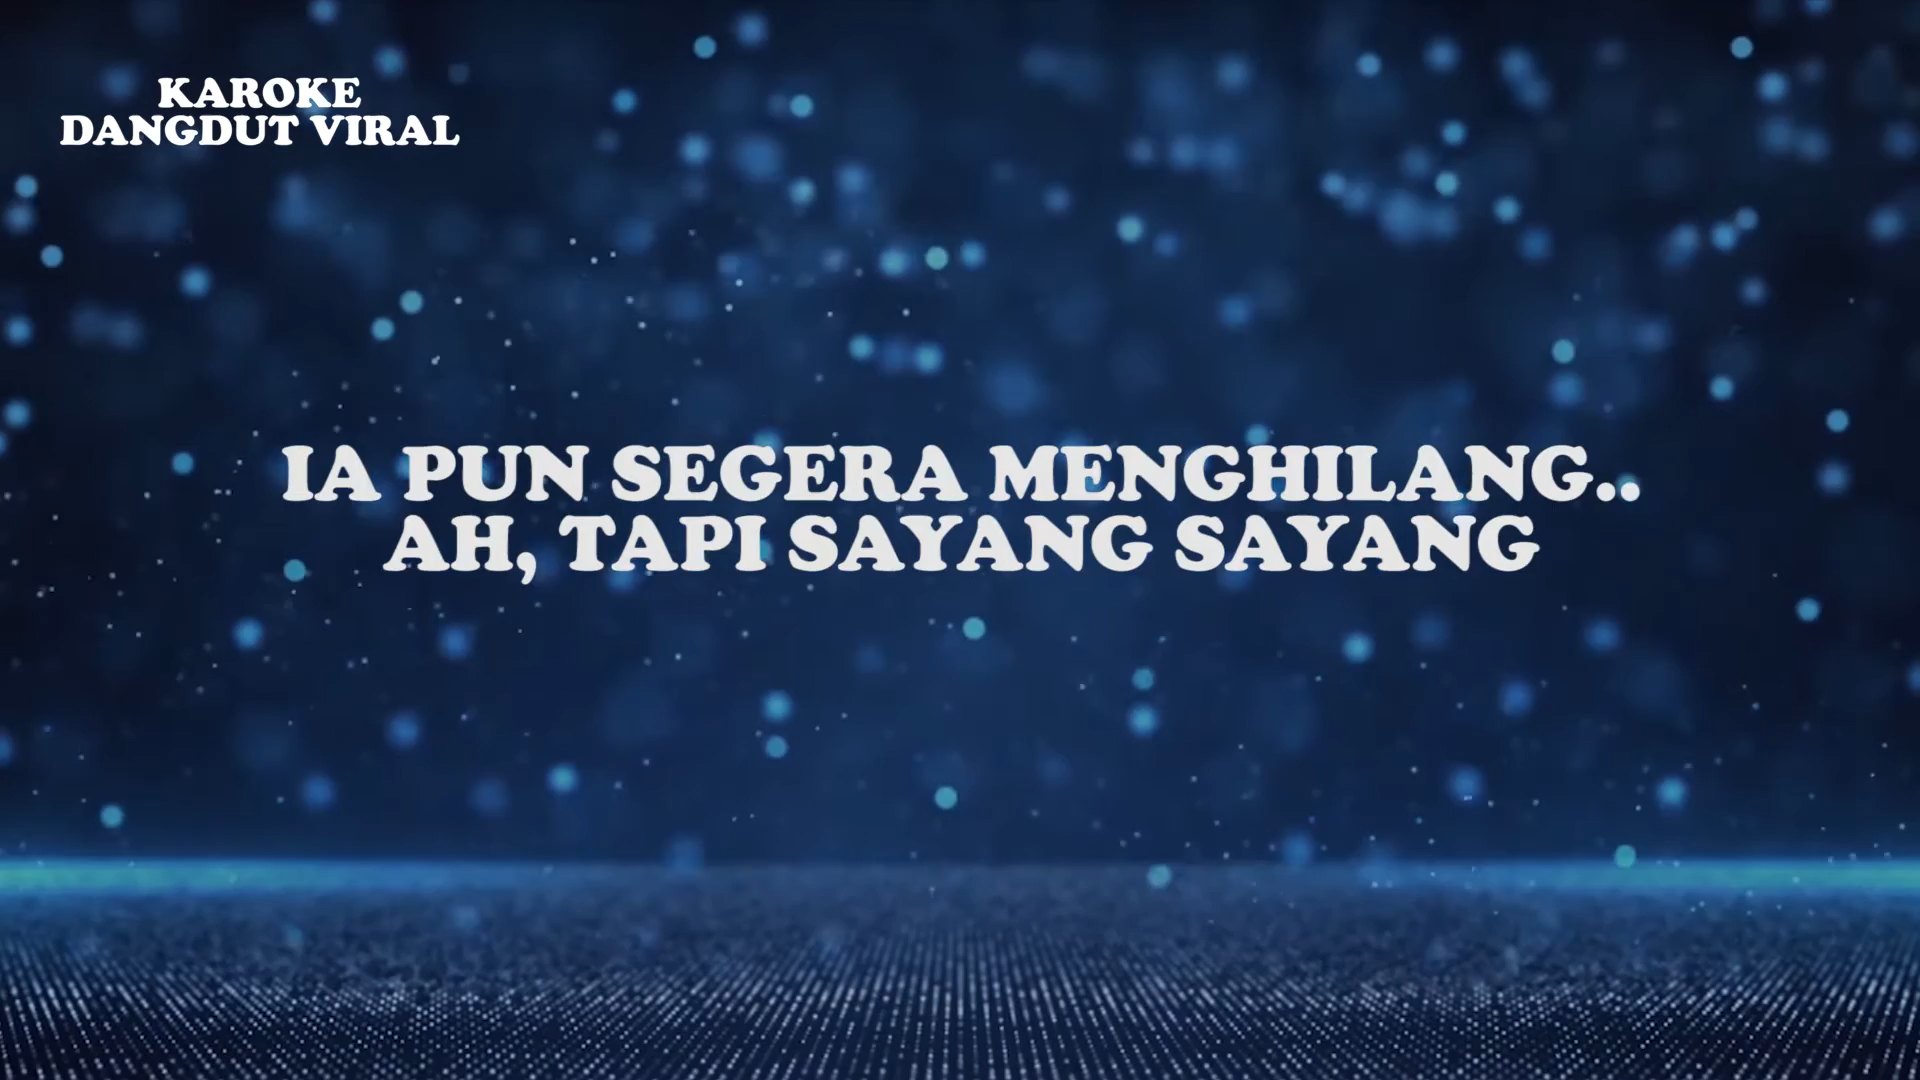 KAROKE
DANGDUT VIRAL
IA PUN SEGERA MENGHILANG..
AH, TAPI SAYANG SAYANG